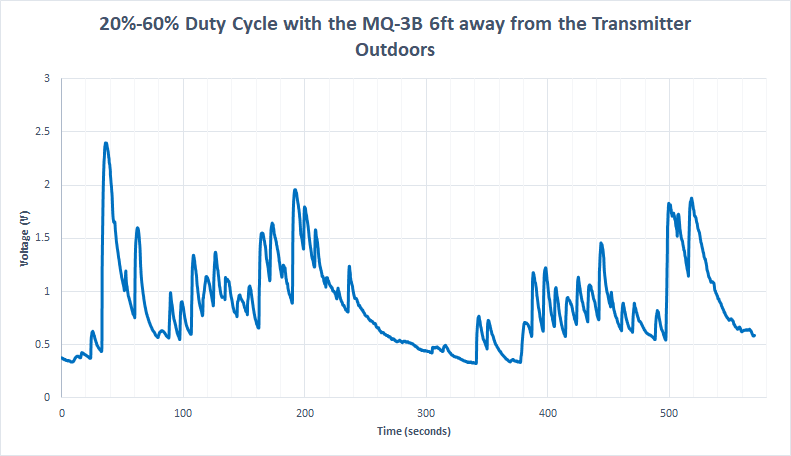 20%-60% Duty Cycle with the MQ-3B 6ft away from the Transmitter
Outdoors
3
2.5
2
1.5
1
0.5
0
Voltage (V)
0 100 200 300 400 500
Time (seconds)